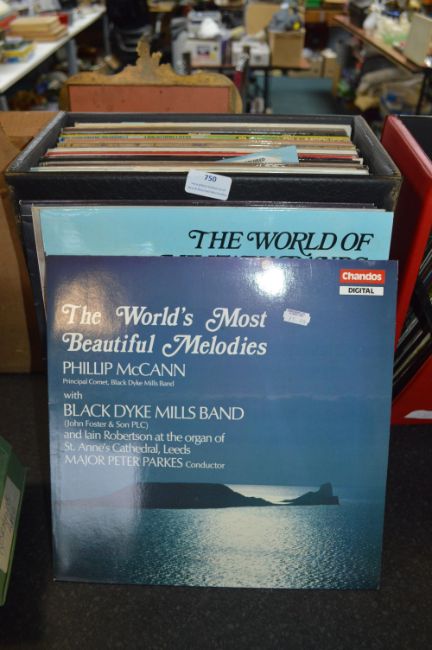 750
THE WORLD OF
Chandos
DIGITAL
The World's Most
Beautiful Melodies
PHILLIP McCANN
Principal Cornet, Black Dyke Mills Band
with
BLACK DYKE MILLS BAND
(John Foster & Son PLC)
and Iain Robertson at the organ of
St. Anne's Cathedral, Leeds
MAJOR PETER PARKES Conductor